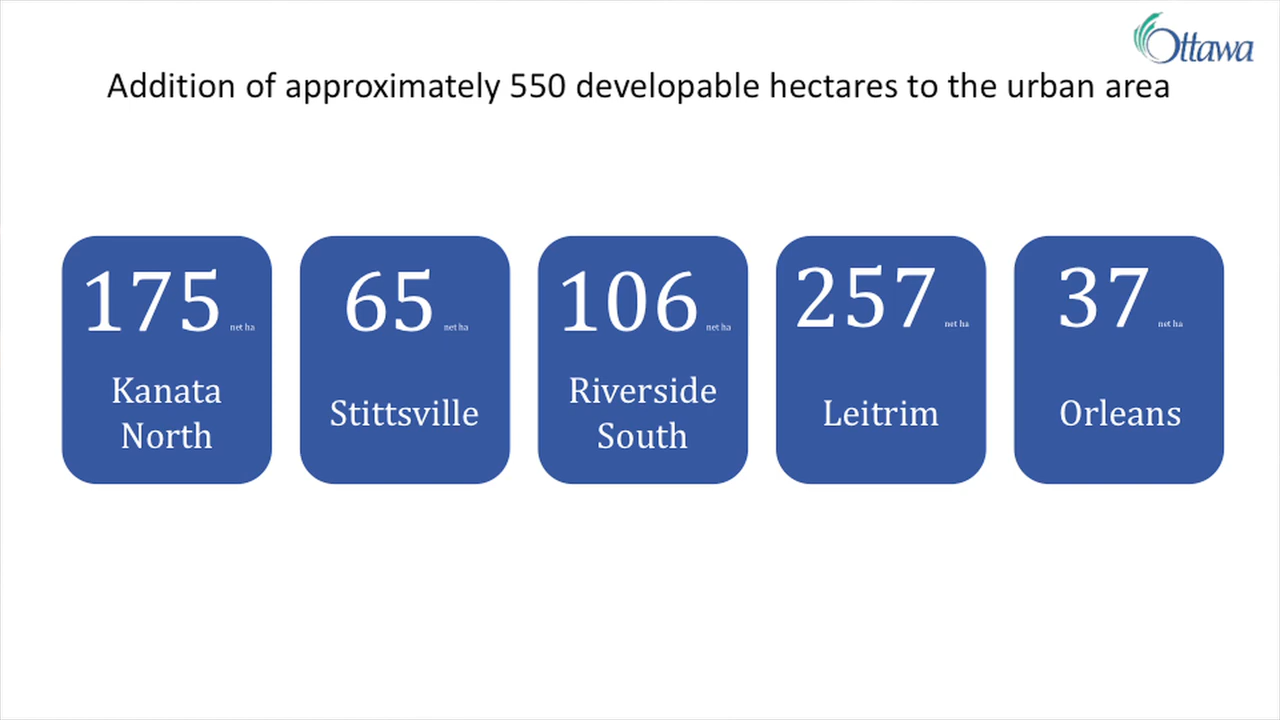 Ottawa
Addition of approximately 550 developable hectares to the urban area
175 net ha
Kanata
North
65 net ha
Stittsville
106 net ha
Riverside
South
257 net ha
Leitrim
37 net ha
Orleans